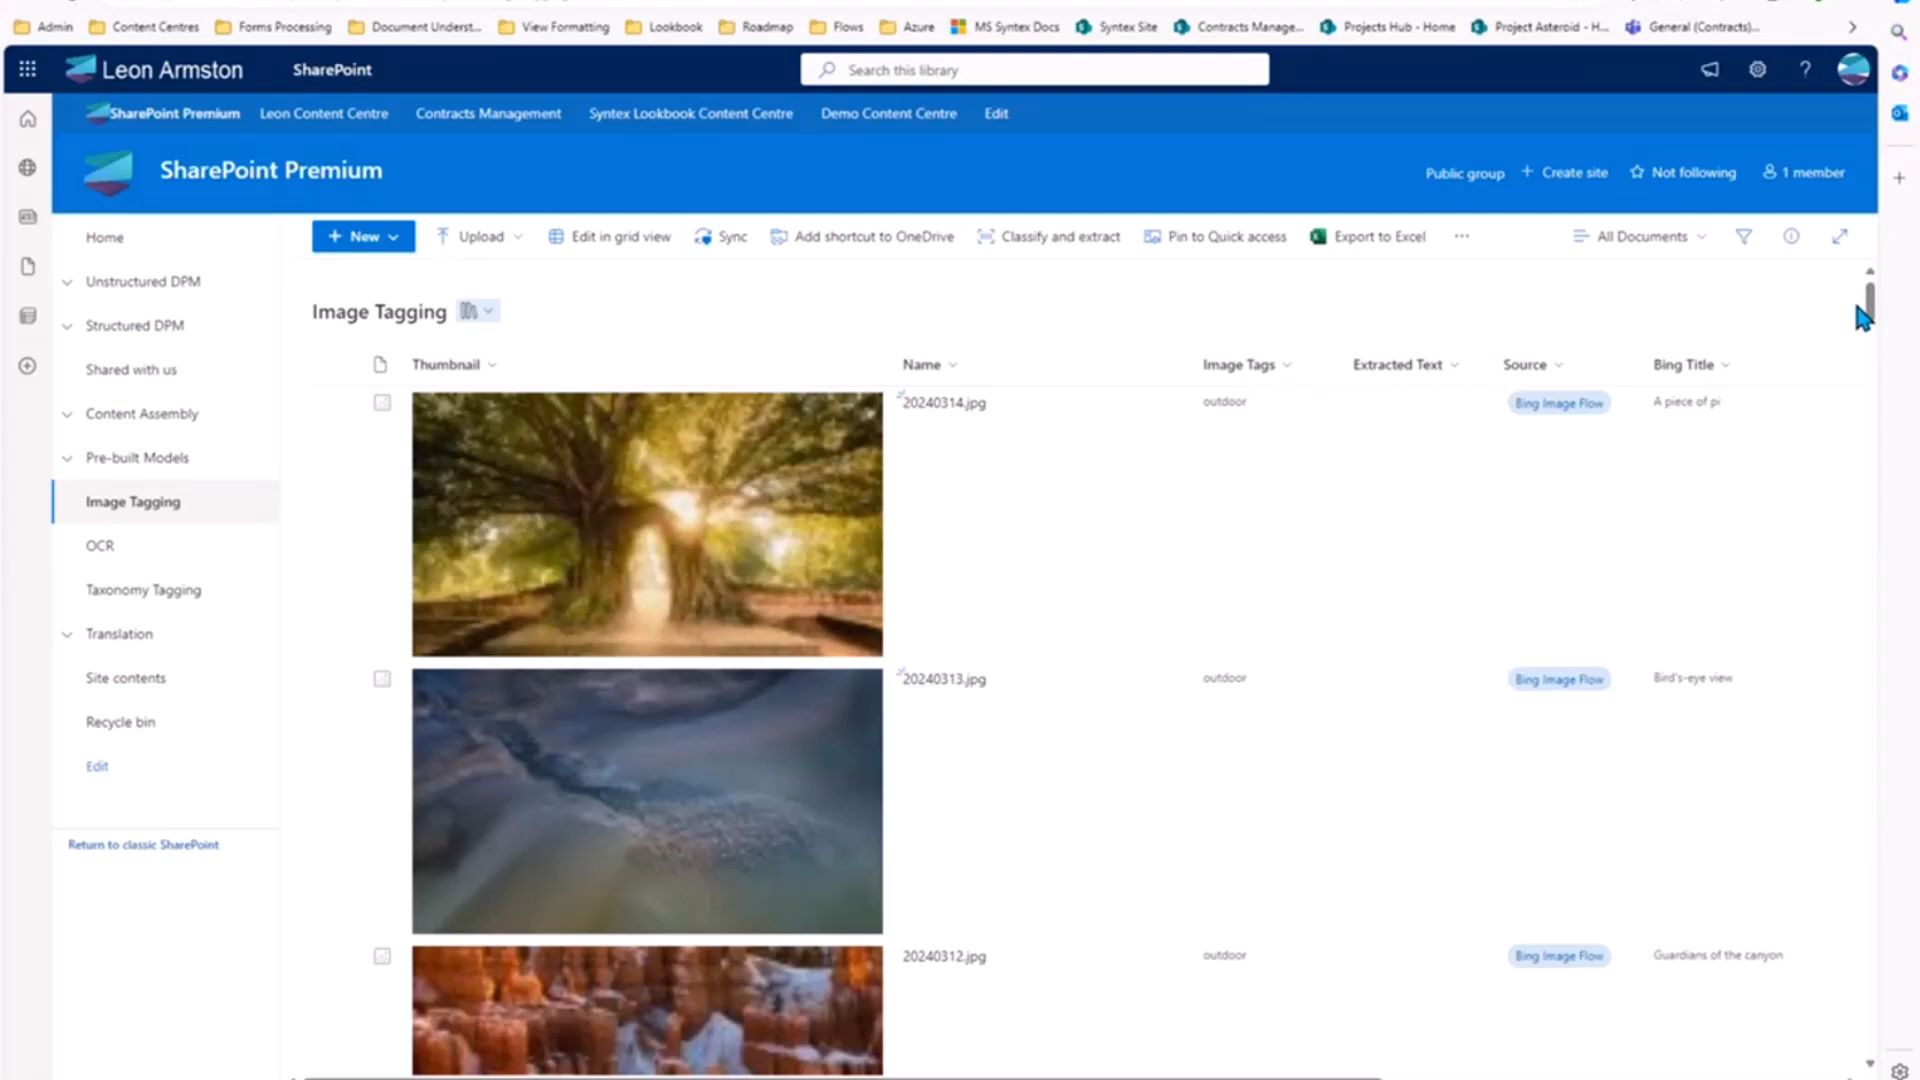 Admin Content Centres Forms Processing Document Underst... View Formatting Lookbook Roadmap Flows Azure MS Syntex Docs Syntex Site Contracts Manage... Projects Hub - Home Project Asteroid - H... General (Contracts)...
Leon Armston SharePoint Search this library
SharePoint Premium Leon Content Centre Contracts Management Syntex Lookbook Content Centre Demo Content Centre Edit
SharePoint Premium Public group Create site Not following 1 member
New Upload Edit in grid view Sync Add shortcut to OneDrive Classify and extract Pin to Quick access Export to Excel ... All Documents
Home
Unstructured DPM
Structured DPM
Shared with us
Content Assembly
Pre-built Models
Image Tagging
OCR
Taxonomy Tagging
Translation
Site contents
Recycle bin
Edit
Return to classic SharePoint
Image Tagging
Thumbnail Name Image Tags Extracted Text Source Bing Title
20240314.jpg outdoor Bing Image Flow A piece of pi
20240313.jpg outdoor Bing Image Flow Bird's-eye view
20240312.jpg outdoor Bing Image Flow Guardians of the canyon